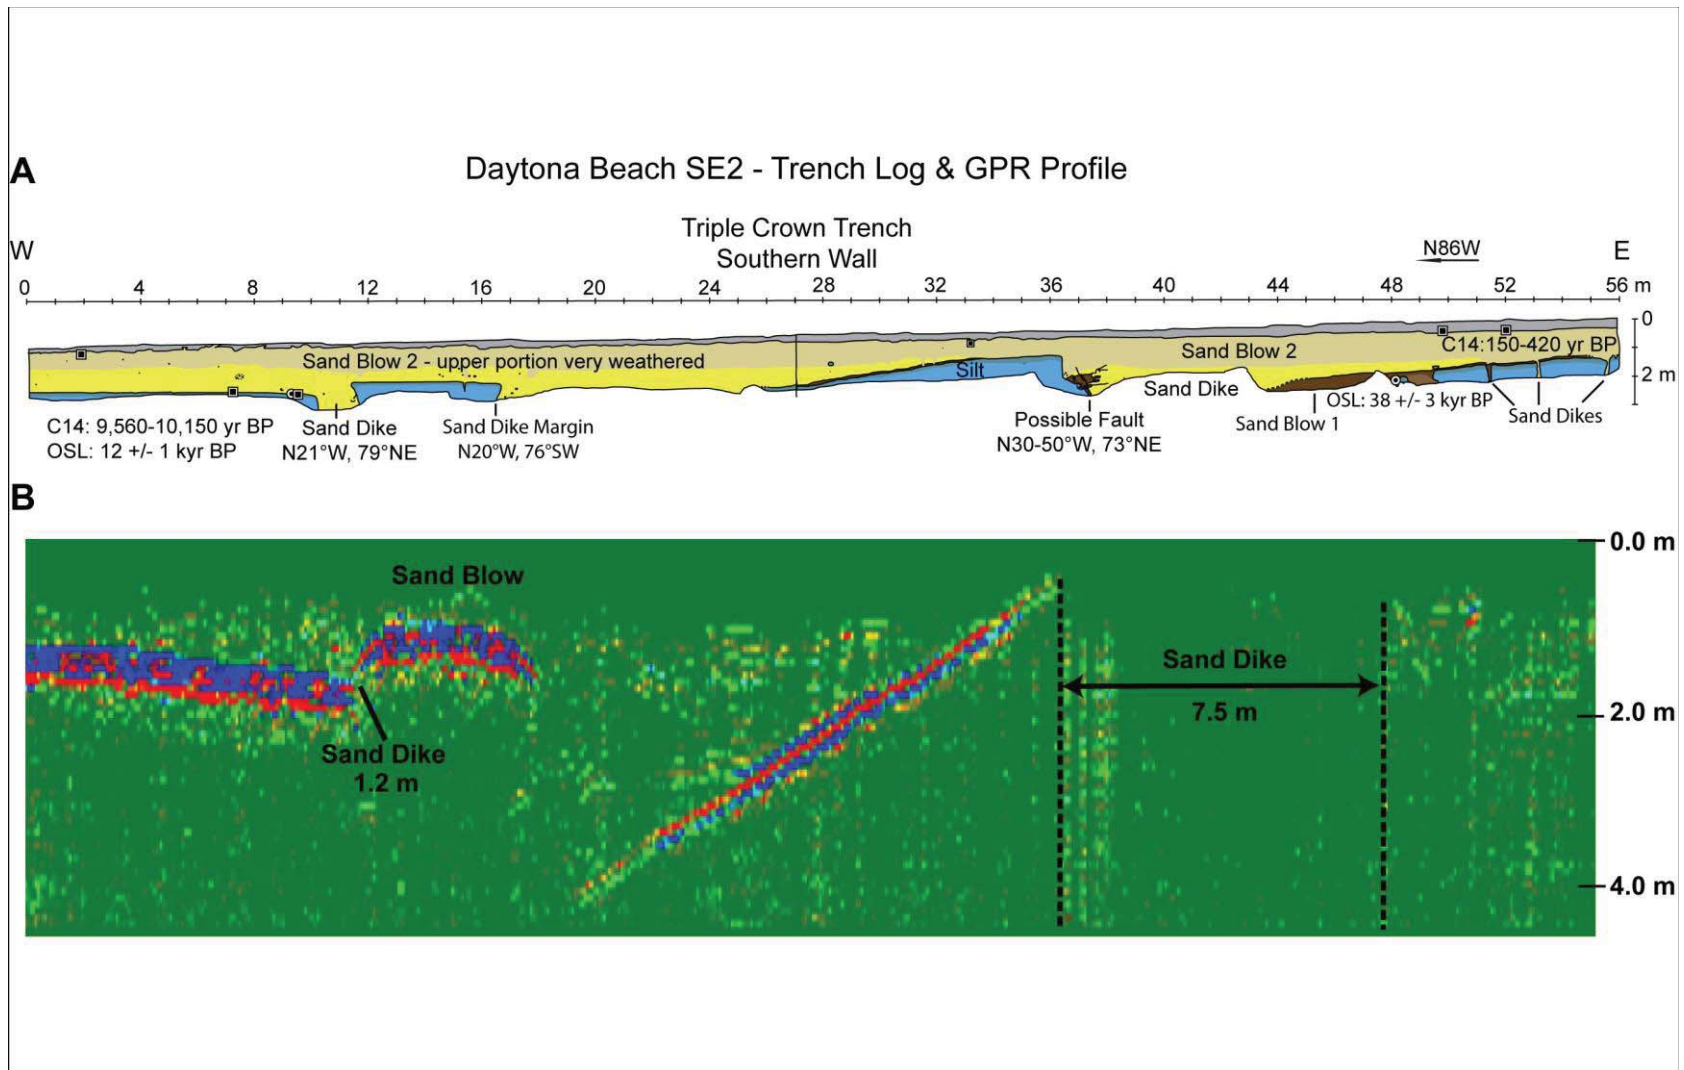 A
Daytona Beach SE2 - Trench Log & GPR Profile
Triple Crown Trench
Southern Wall
W
N86W
E
0 4 8 12 16 20 24 28 32 36 40 44 48 52 56 m
0
2 m
Sand Blow 2 - upper portion very weathered
Sand Blow 2
C14:150-420 yr BP
Silt
Sand Dike
C14: 9,560-10,150 yr BP
OSL: 12 +/- 1 kyr BP
Sand Dike
N21°W, 79°NE
Sand Dike Margin
N20°W, 76°SW
Possible Fault
N30-50°W, 73°NE
Sand Blow 1
OSL: 38 +/- 3 kyr BP
Sand Dikes
B
Sand Blow
Sand Dike
1.2 m
Sand Dike
7.5 m
0.0 m
2.0 m
4.0 m